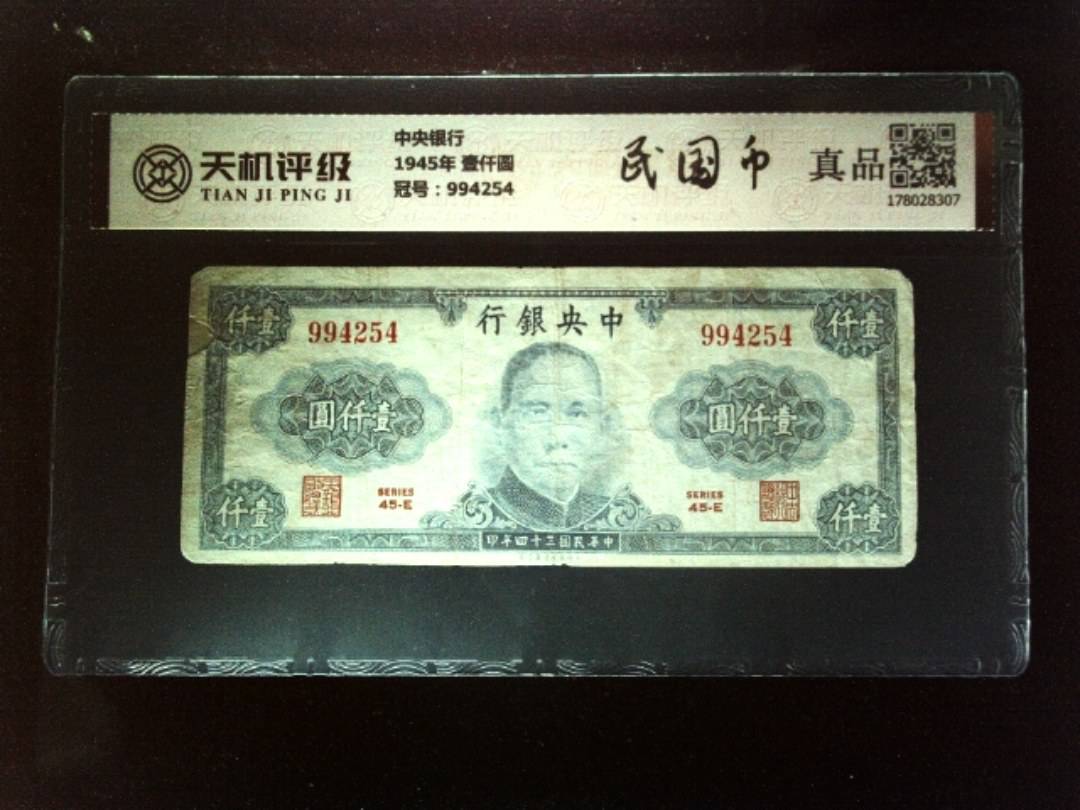 天机评级
TIAN JI PING JI
中央银行
1945年 壹仟圆
冠号：994254
民国币
真品
178028307
仟壹
994254
行銀央中
994254
仟壹
圓仟壹
圓仟壹
SERIES
45-E
SERIES
45-E
仟壹
印年四十三國民華中
仟壹